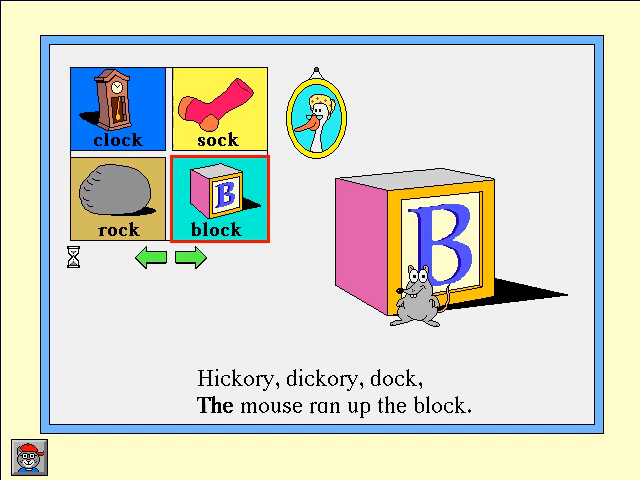 clock
sock
rock
block
B
B
Hickory, dickory, dock,
The mouse ran up the block.